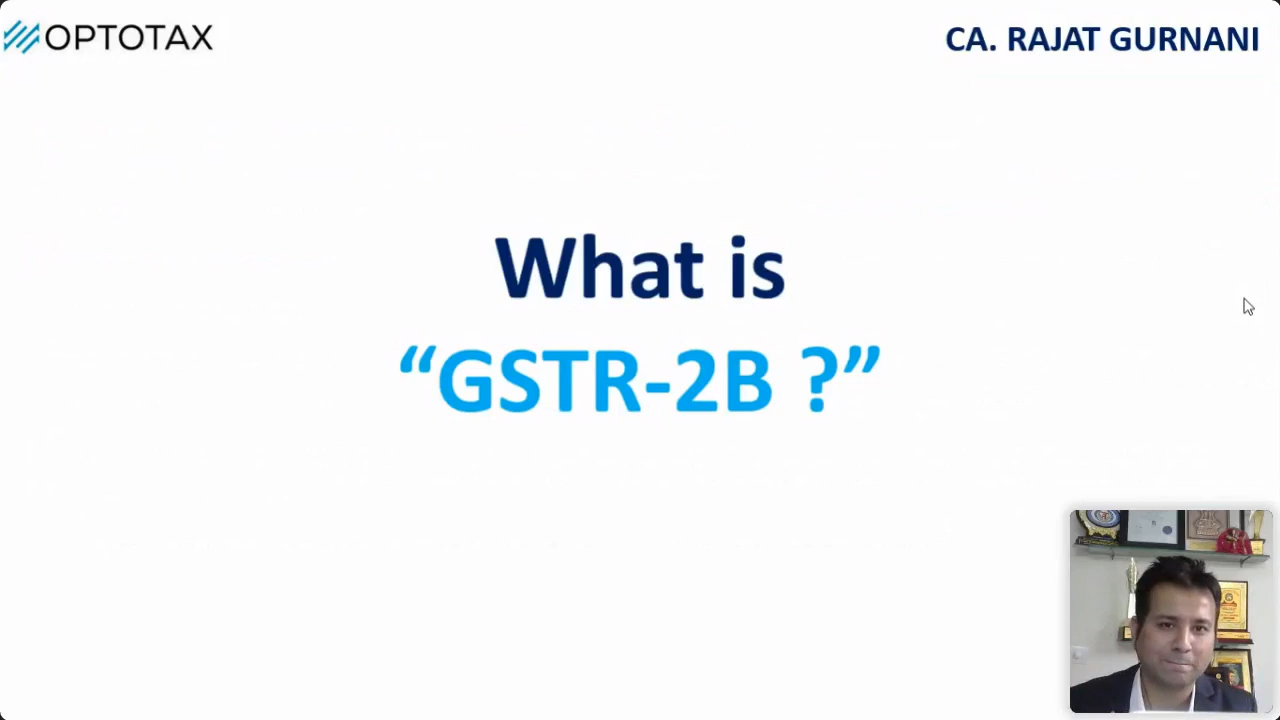 OPTOTAX
CA. RAJAT GURNANI
What is
“GSTR-2B ?”